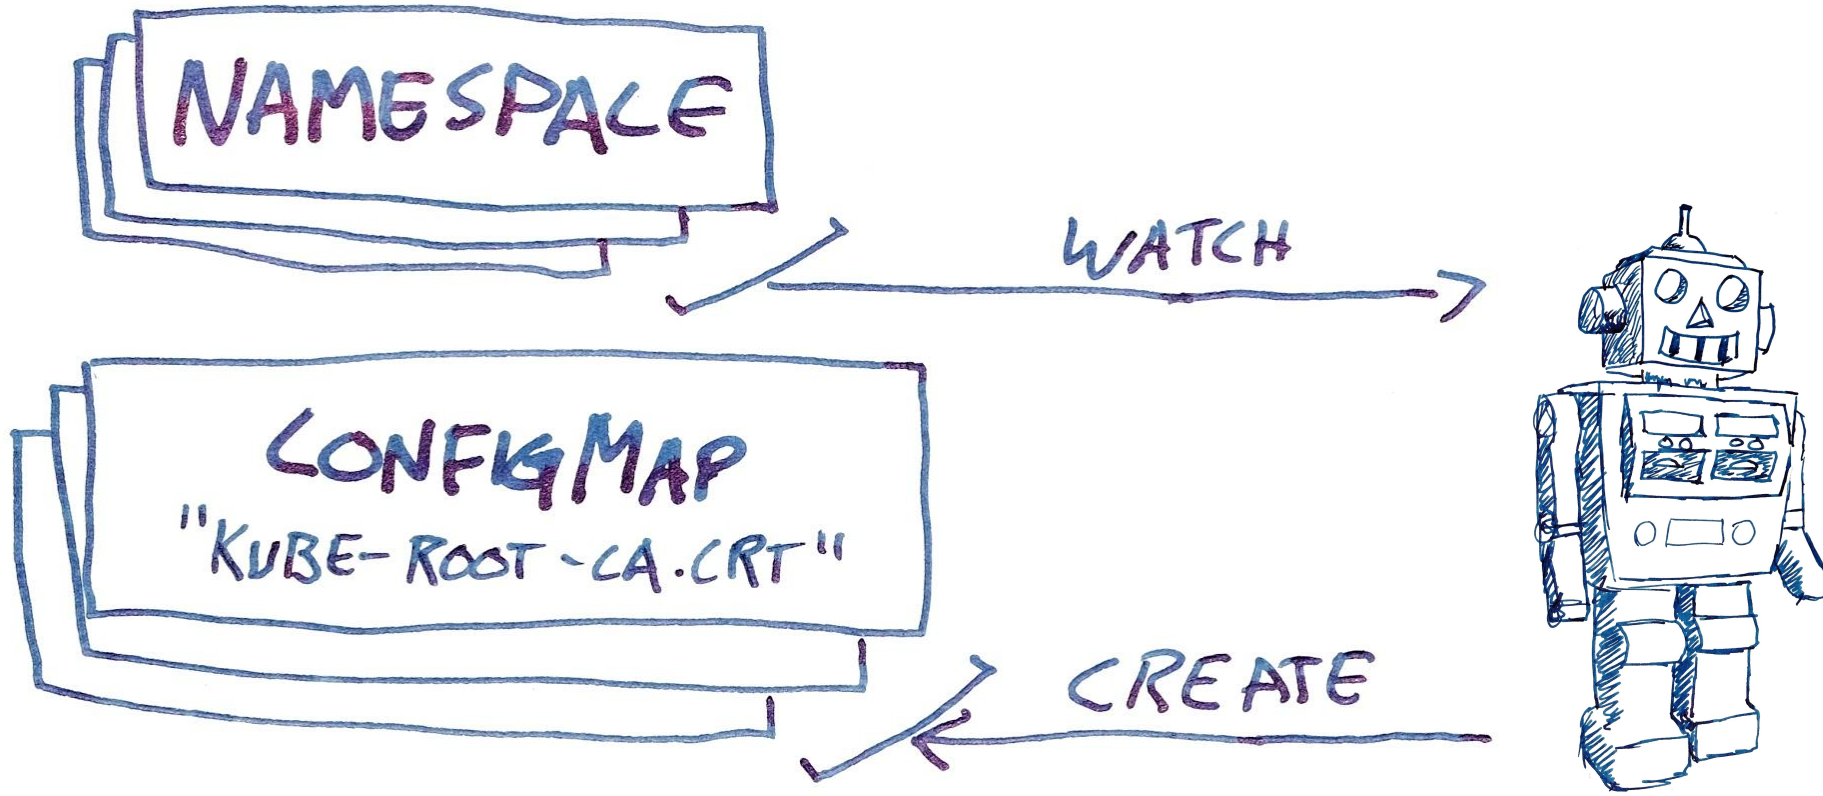 NAMESPACE
WATCH
CONFIGMAP
"KUBE-ROOT-CA.CRT"
CREATE